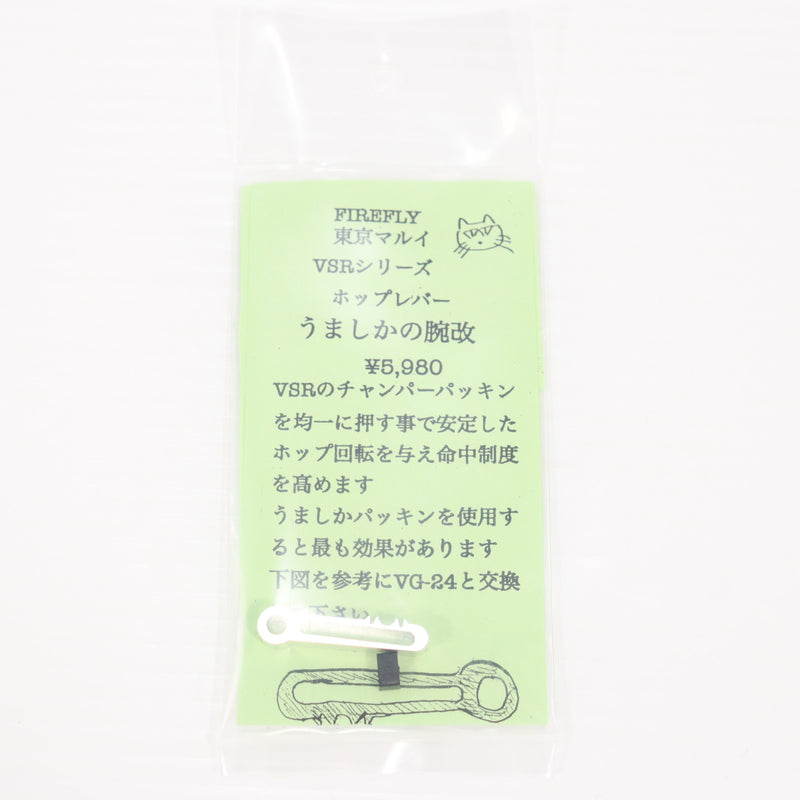 FIREFLY
東京マルイ
VSRシリーズ
ホップレバー
うましかの腕改
¥5,980
VSRのチャンパーパッキン
を均一に押す事で安定した
ホップ回転を与え命中制度
を高めます
うましかパッキンを使用す
ると最も効果があります
下図を参考にVG-24と交換
下さい